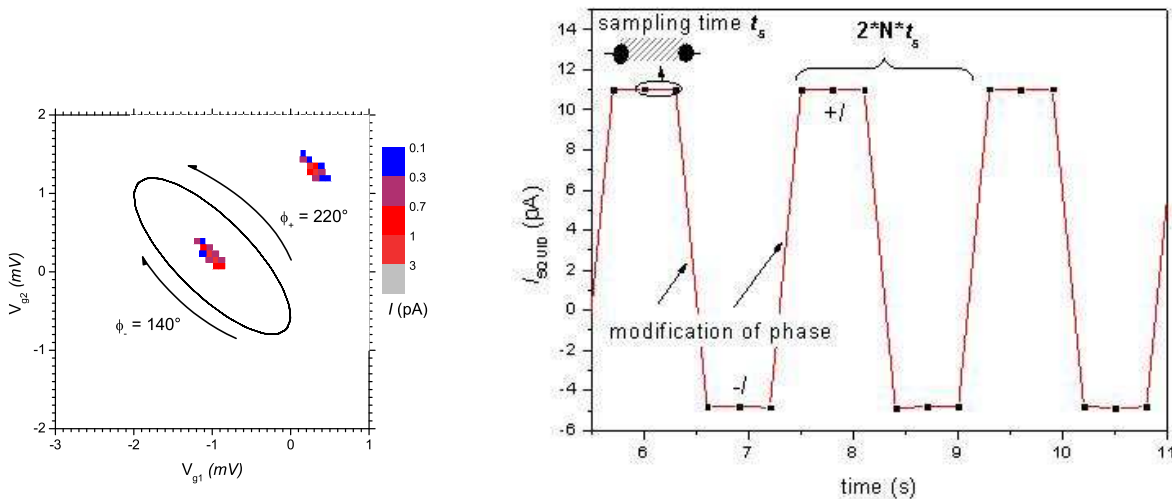 2
1
0
-1
-2
-3
-2
-1
0
1
V_g2 (mV)
V_g1 (mV)
ϕ_+ = 220°
ϕ_- = 140°
0.1
0.3
0.7
1
3
I (pA)
sampling time t_s
2*N*t_s
+I
-I
modification of phase
14
12
10
8
6
4
2
0
-2
-4
-6
6
7
8
9
10
11
I_SQUID (pA)
time (s)